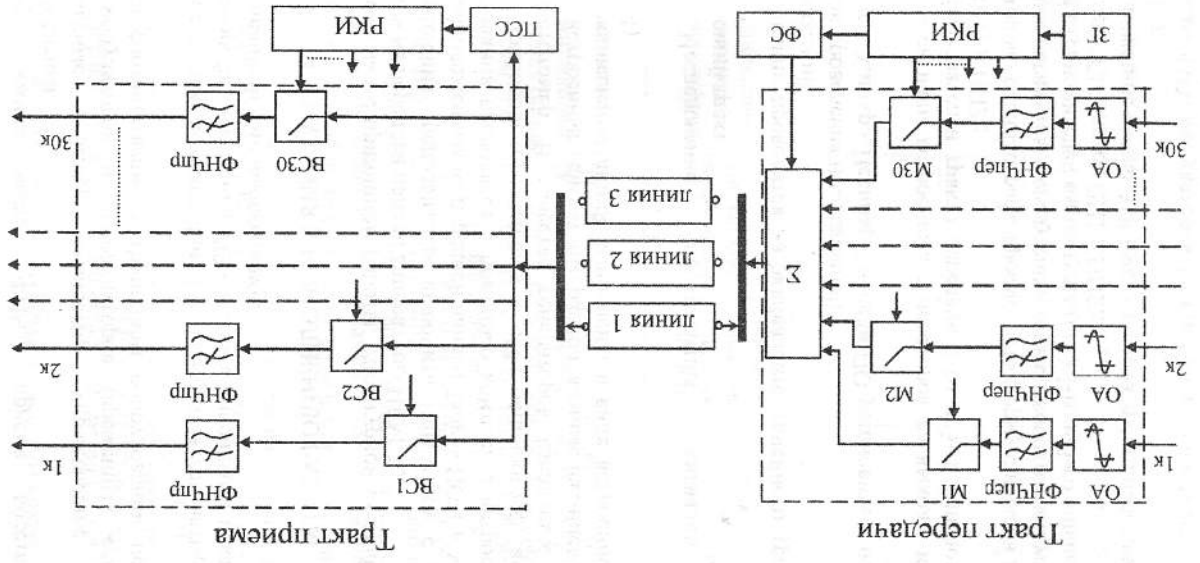 Тракт передачи
Тракт приема
1к
ОА
ФНЧпер
М1
ВС1
ФНЧпр
1к
2к
ОА
ФНЧпер
М2
Σ
линия 1
линия 2
линия 3
ВС2
ФНЧпр
2к
30к
ОА
ФНЧпер
М30
ВС30
ФНЧпр
30к
ЗГ
РКИ
ФС
ПСС
РКИ